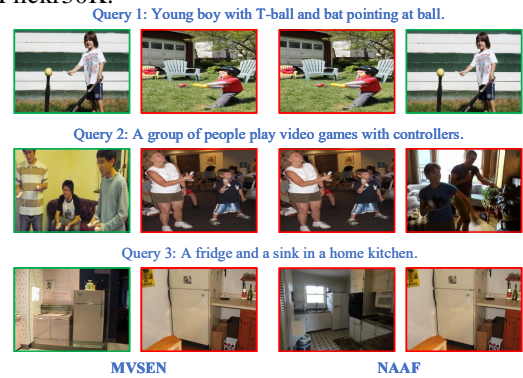 Flickr30K.
Query 1: Young boy with T-ball and bat pointing at ball.
Query 2: A group of people play video games with controllers.
Query 3: A fridge and a sink in a home kitchen.
MVSEN NAAF